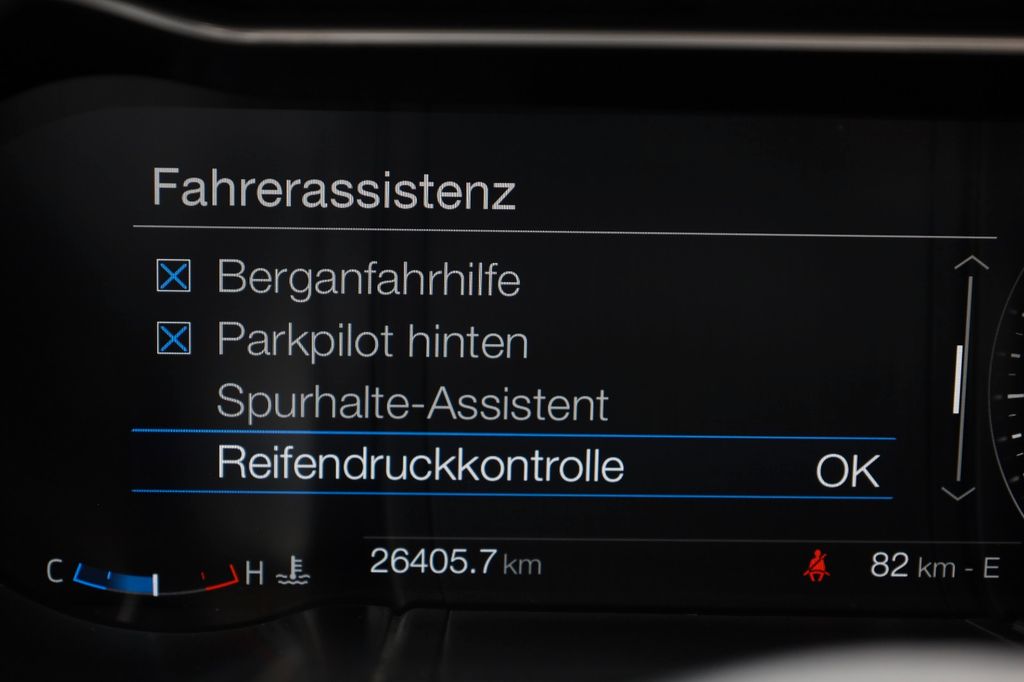 Fahrerassistenz
Berganfahrhilfe
Parkpilot hinten
Spurhalte-Assistent
Reifendruckkontrolle OK
C H 26405.7 km 82 km - E